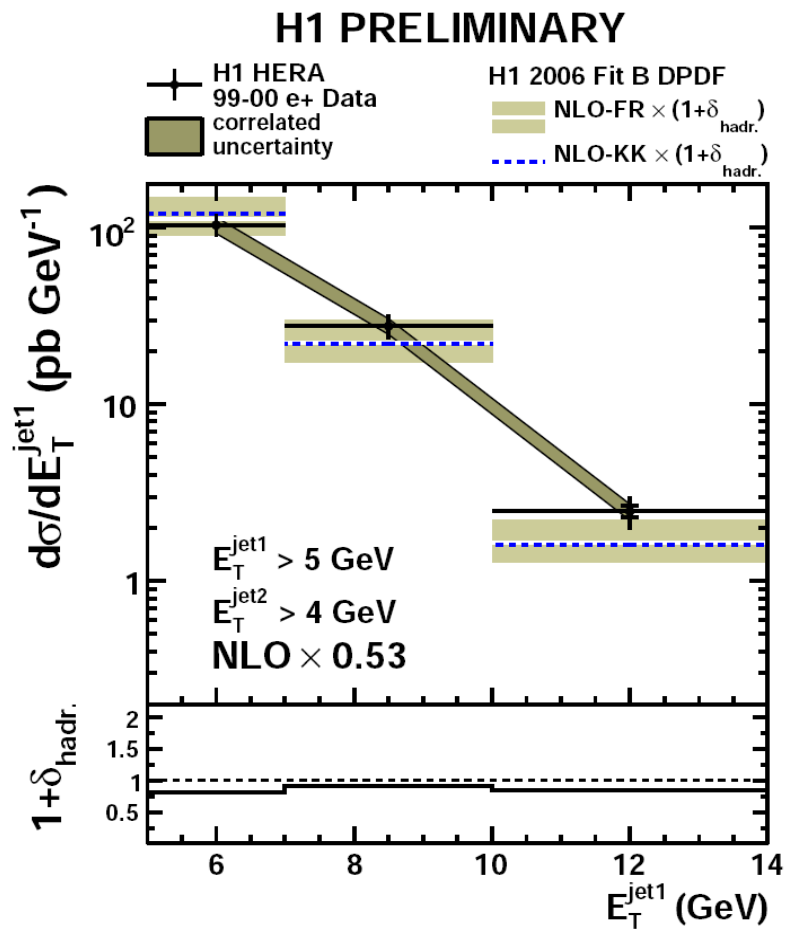 H1 PRELIMINARY
H1 HERA
99-00 e+ Data
correlated
uncertainty
H1 2006 Fit B DPDF
NLO-FR × (1+δhadr.)
NLO-KK × (1+δhadr.)
dσ/dE_T^jet1 (pb GeV^-1)
10^2
10
1
E_T^jet1 > 5 GeV
E_T^jet2 > 4 GeV
NLO × 0.53
1+δhadr.
2
1.5
1
0.5
6 8 10 12 14
E_T^jet1 (GeV)